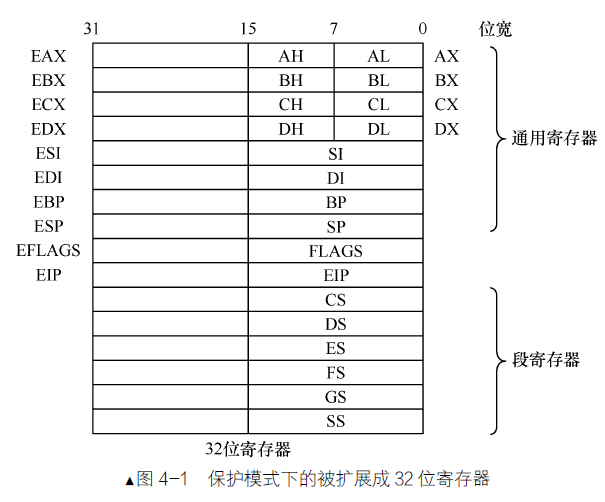 31 15 7 0 位宽
EAX AH AL AX
EBX BH BL BX
ECX CH CL CX
EDX DH DL DX
通用寄存器
ESI SI
EDI DI
EBP BP
ESP SP
EFLAGS FLAGS
EIP EIP
CS
DS
ES
段寄存器
FS
GS
SS
32位寄存器
▲图 4-1 保护模式下的被扩展成 32 位寄存器